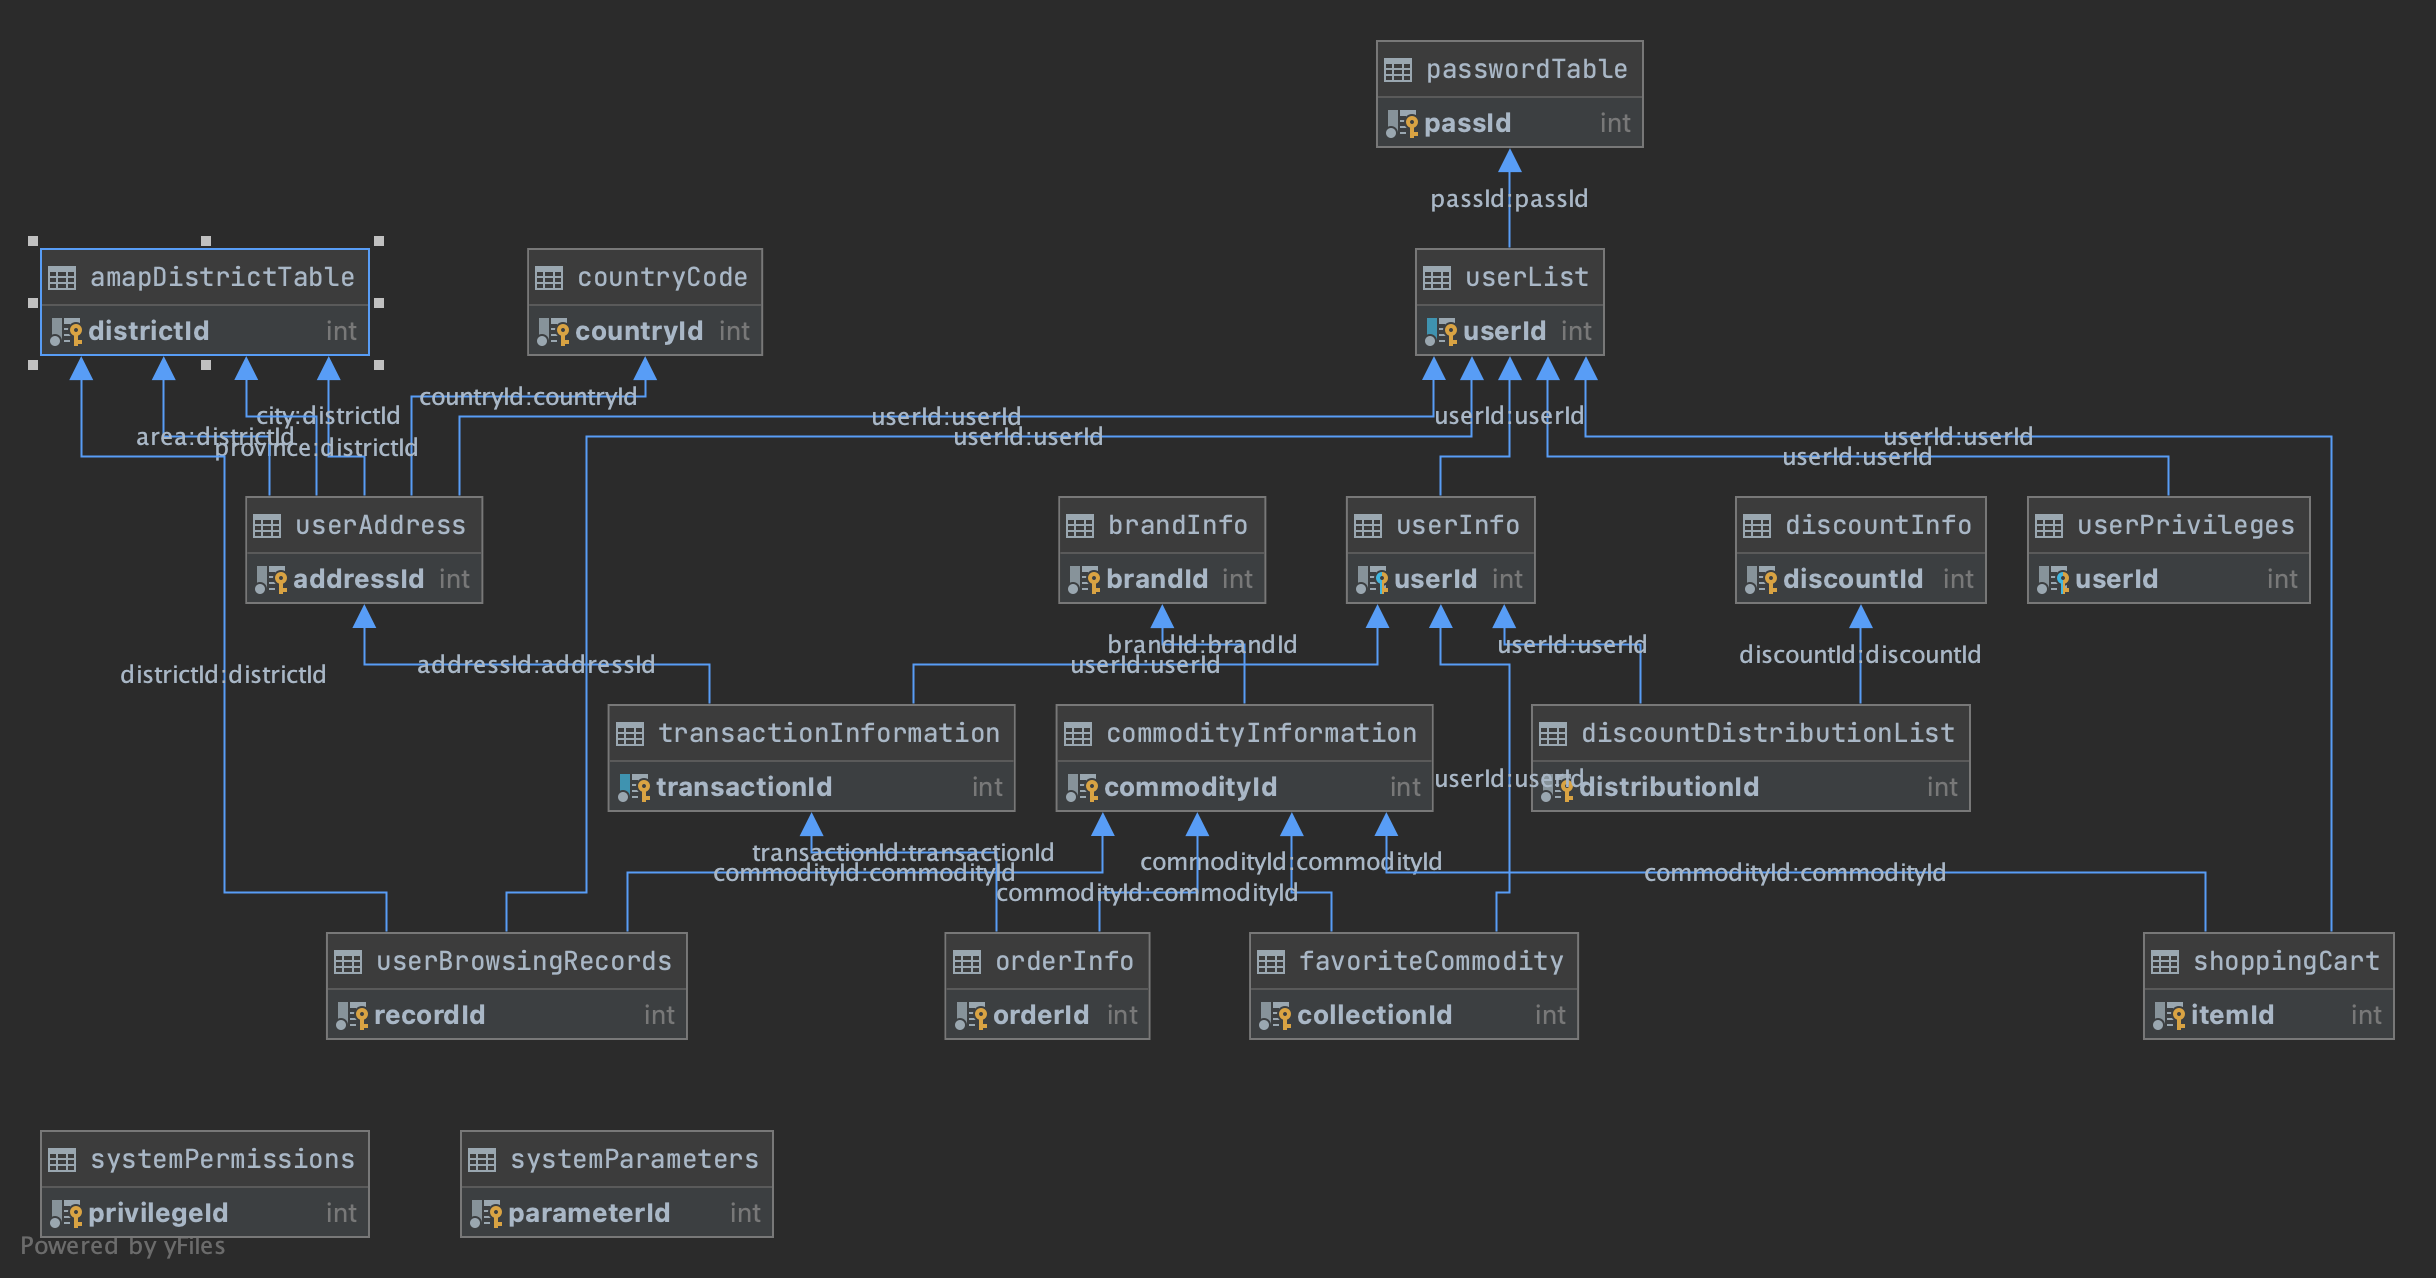 passwordTable
passId int
passId:passId
amapDistrictTable
districtId int
countryCode
countryId int
userList
userId int
countryId:countryId
city:districtId
area:districtId
province:districtId
userId:userId
userId:userId
userId:userId
userId:userId
userId:userId
userAddress
addressId int
brandInfo
brandId int
userInfo
userId int
discountInfo
discountId int
userPrivileges
userId int
districtId:districtId
addressId:addressId
brandId:brandId
userId:userId
userId:userId
discountId:discountId
transactionInformation
transactionId int
commodityInformation
commodityId int
userId:userId
discountDistributionList
distributionId int
transactionId:transactionId
commodityId:commodityId
commodityId:commodityId
commodityId:commodityId
commodityId:commodityId
userBrowsingRecords
recordId int
orderInfo
orderId int
favoriteCommodity
collectionId int
shoppingCart
itemId int
systemPermissions
privilegeId int
systemParameters
parameterId int
Powered by yFiles